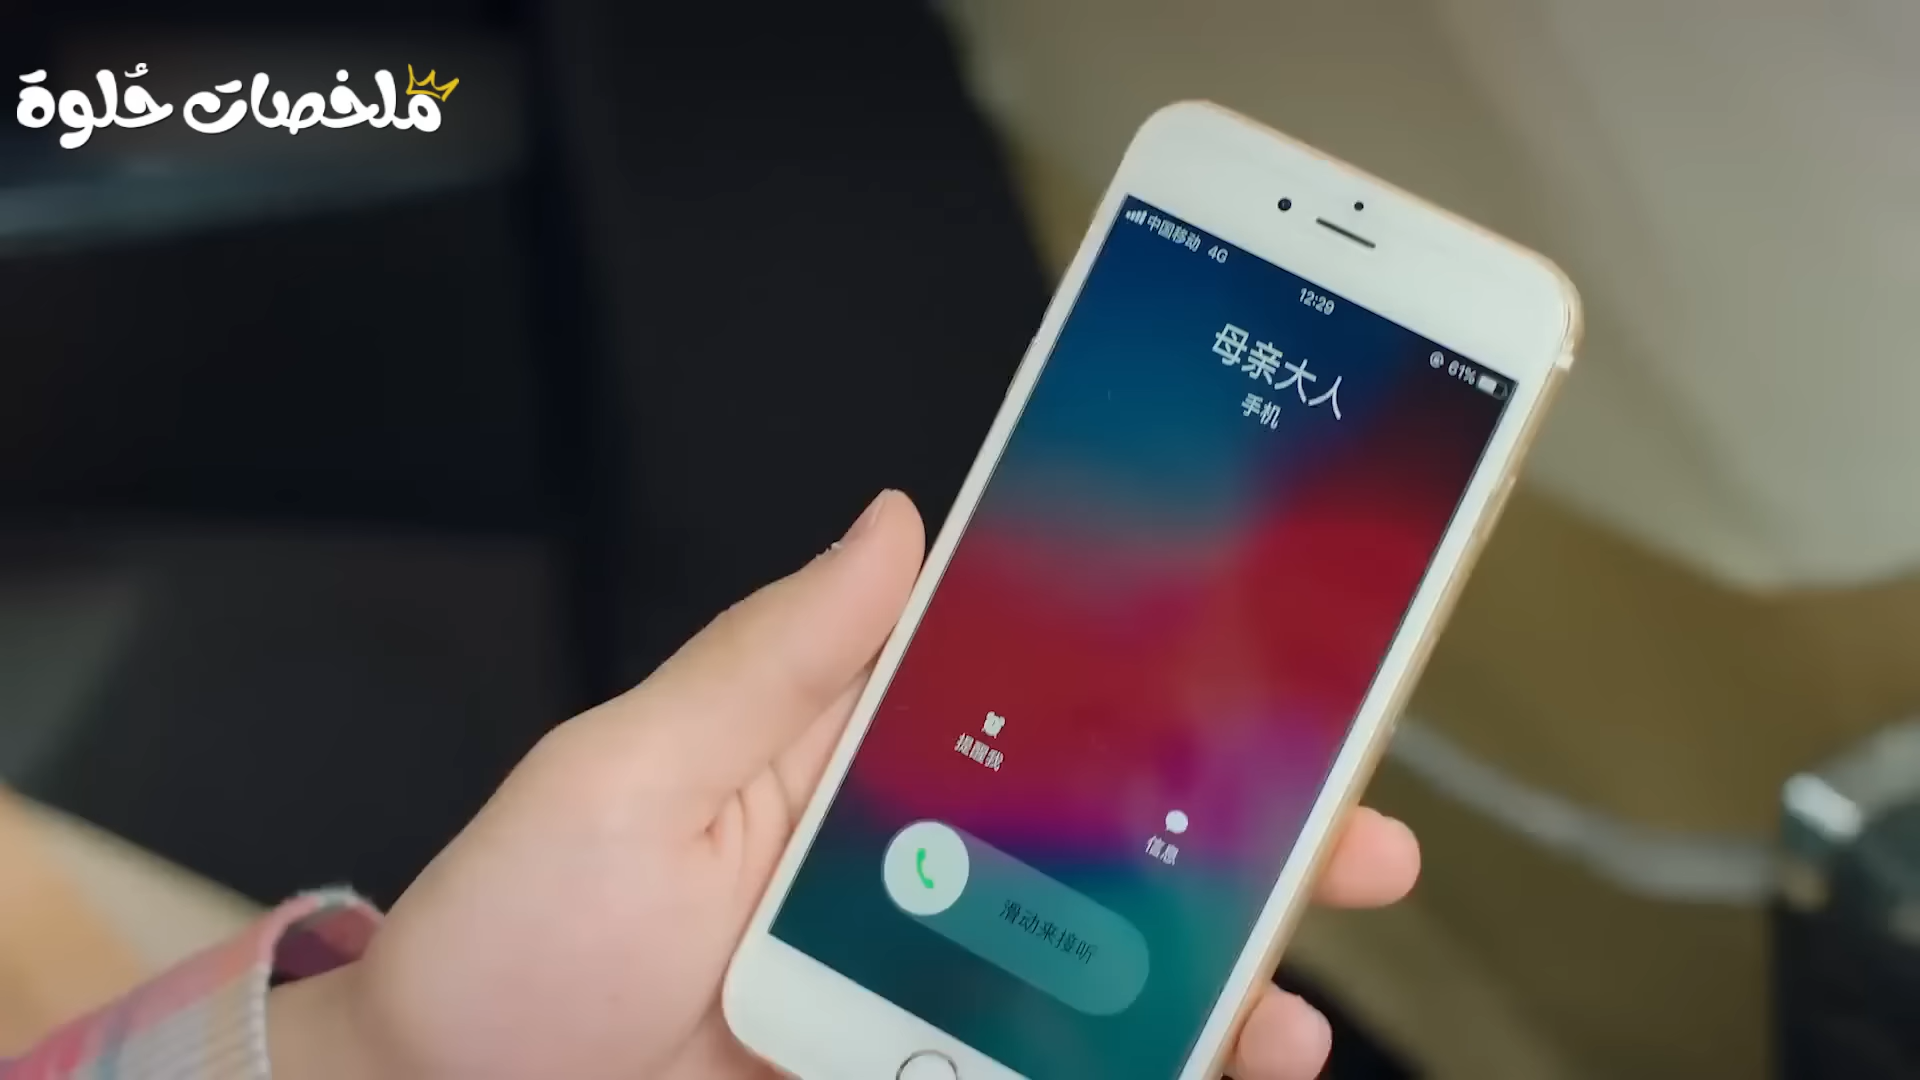 ملخصات حُلوة
中国移动 4G
12:29
61%
母亲大人
手机
提醒我
信息
滑动来接听